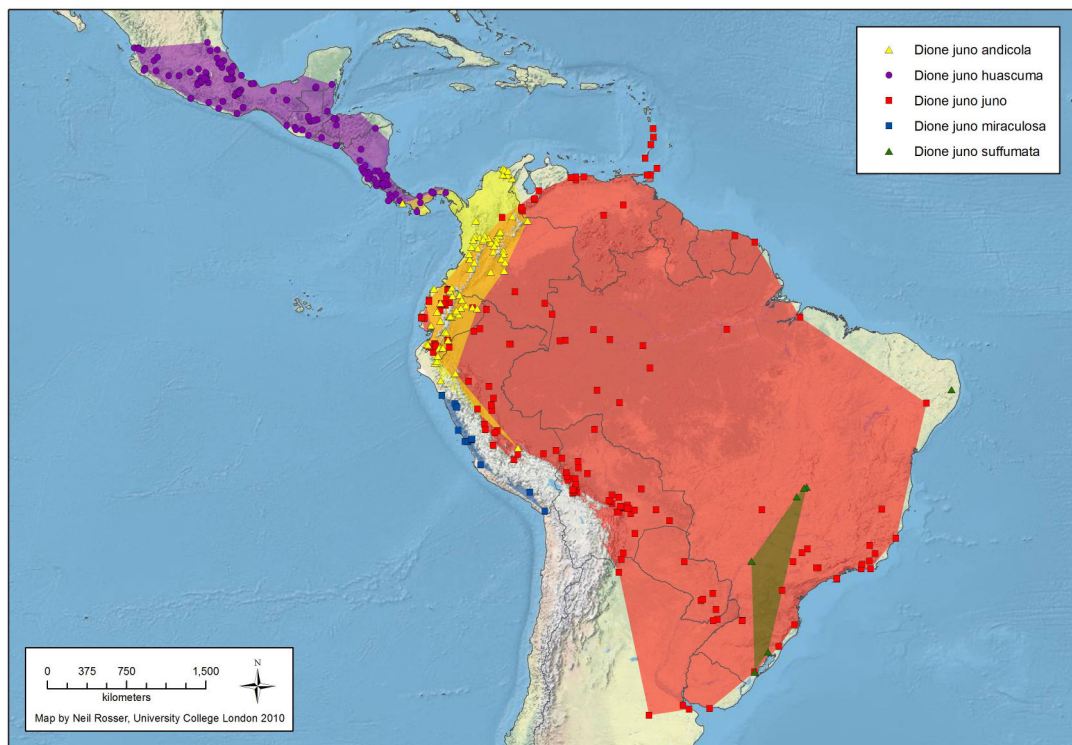 Dione juno andicola
Dione juno huascuma
Dione juno juno
Dione juno miraculosa
Dione juno suffumata
0 375 750 1,500
kilometers
N
Map by Neil Rosser, University College London 2010